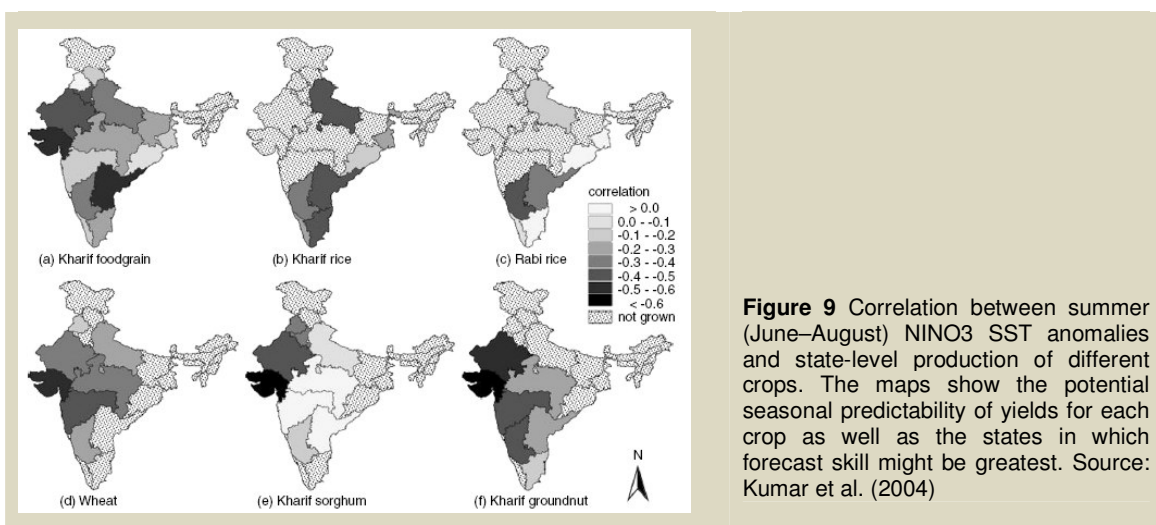 (a) Kharif foodgrain
(b) Kharif rice
(c) Rabi rice
correlation
> 0.0
0.0 - -0.1
-0.1 - -0.2
-0.2 - -0.3
-0.3 - -0.4
-0.4 - -0.5
-0.5 - -0.6
< -0.6
not grown
(d) Wheat
(e) Kharif sorghum
(f) Kharif groundnut
N
Figure 9 Correlation between summer
(June–August) NINO3 SST anomalies
and state-level production of different
crops. The maps show the potential
seasonal predictability of yields for each
crop as well as the states in which
forecast skill might be greatest. Source:
Kumar et al. (2004)